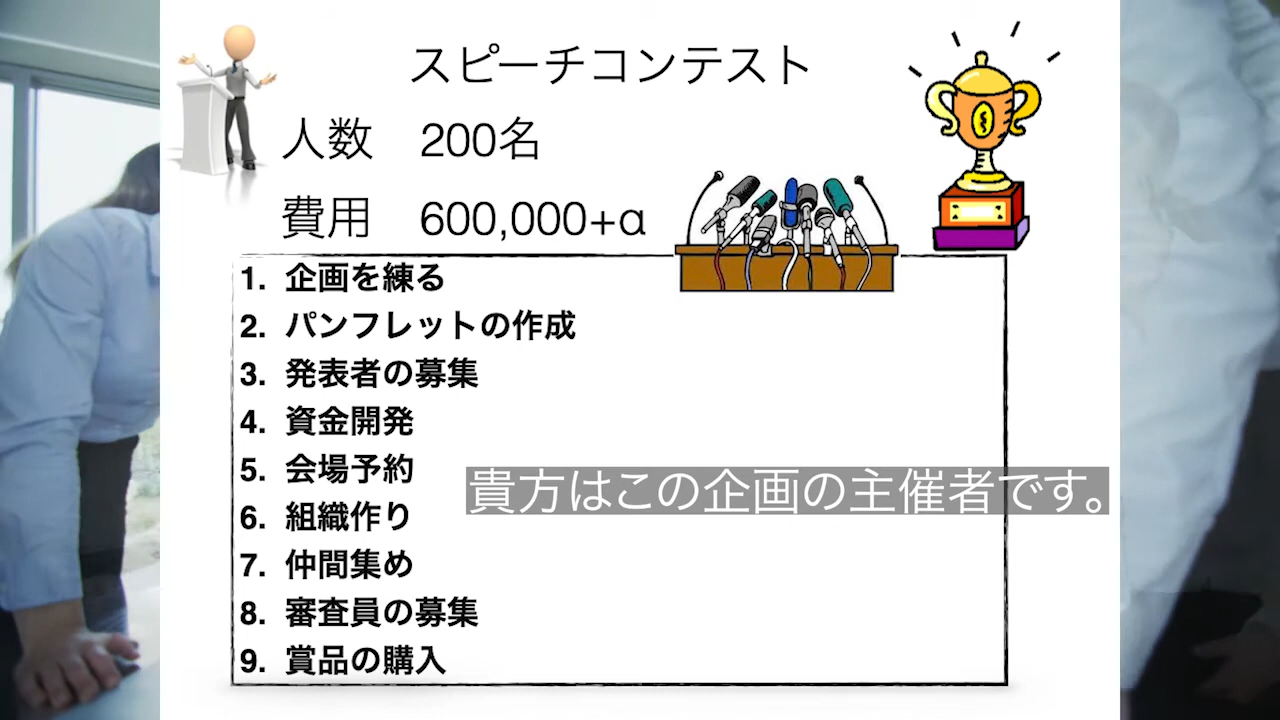 スピーチコンテスト
人数　200名
費用　600,000+α
1. 企画を練る
2. パンフレットの作成
3. 発表者の募集
4. 資金開発
5. 会場予約
6. 組織作り
7. 仲間集め
8. 審査員の募集
9. 賞品の購入
貴方はこの企画の主催者です。